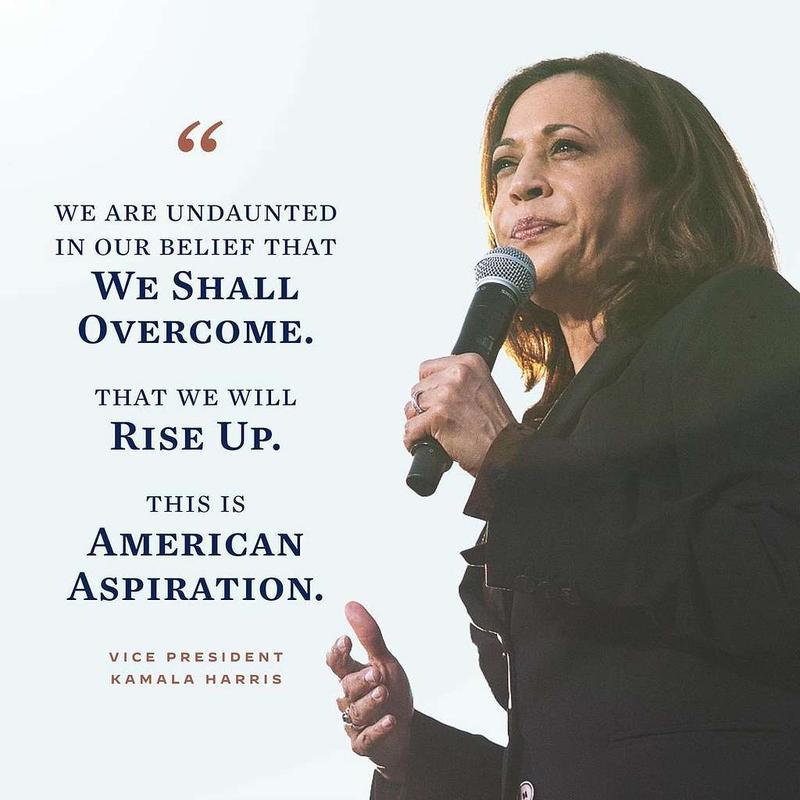 “
WE ARE UNDAUNTED
IN OUR BELIEF THAT
WE SHALL
OVERCOME.
THAT WE WILL
RISE UP.
THIS IS
AMERICAN
ASPIRATION.
VICE PRESIDENT
KAMALA HARRIS